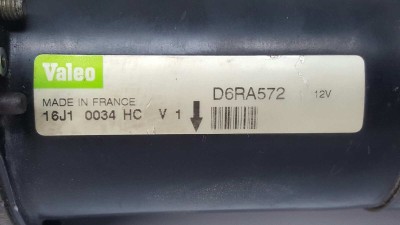 Valeo
D6RA572 12V
MADE IN FRANCE
16J1 0034 HC V 1